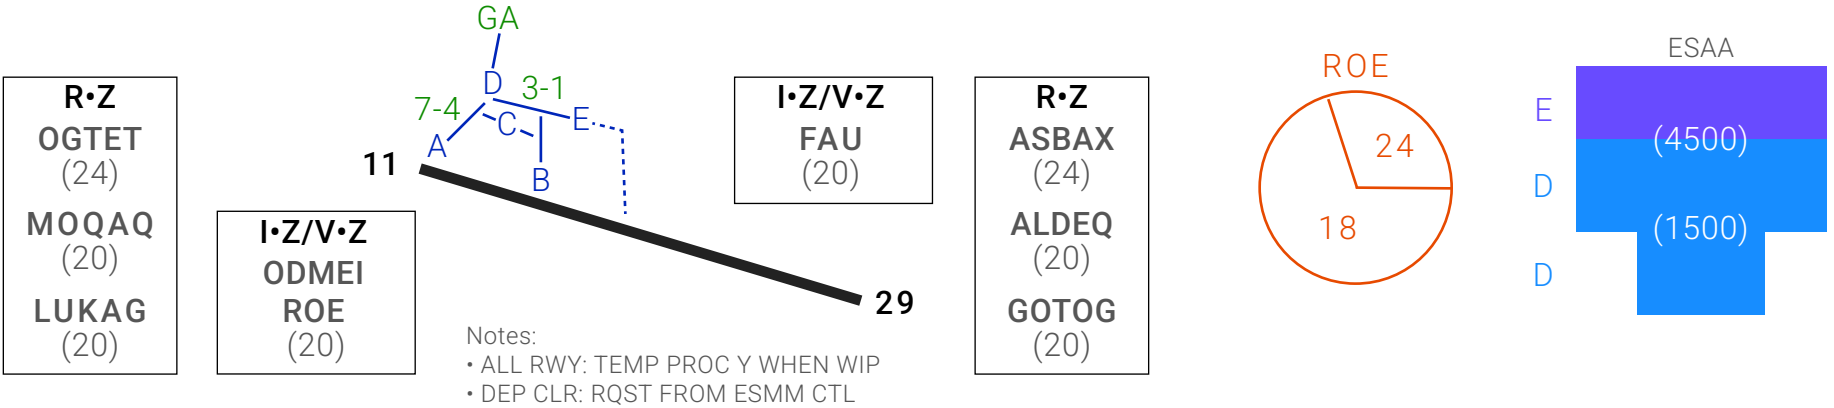 R•Z
OGTET
(24)
MOQAQ
(20)
LUKAG
(20)
I•Z/V•Z
ODMEI
ROE
(20)
GA
D
7-4
3-1
C
E
A
B
11
29
Notes:
• ALL RWY: TEMP PROC Y WHEN WIP
• DEP CLR: RQST FROM ESMM CTL
I•Z/V•Z
FAU
(20)
R•Z
ASBAX
(24)
ALDEQ
(20)
GOTOG
(20)
ROE
24
18
ESAA
E
(4500)
D
(1500)
D